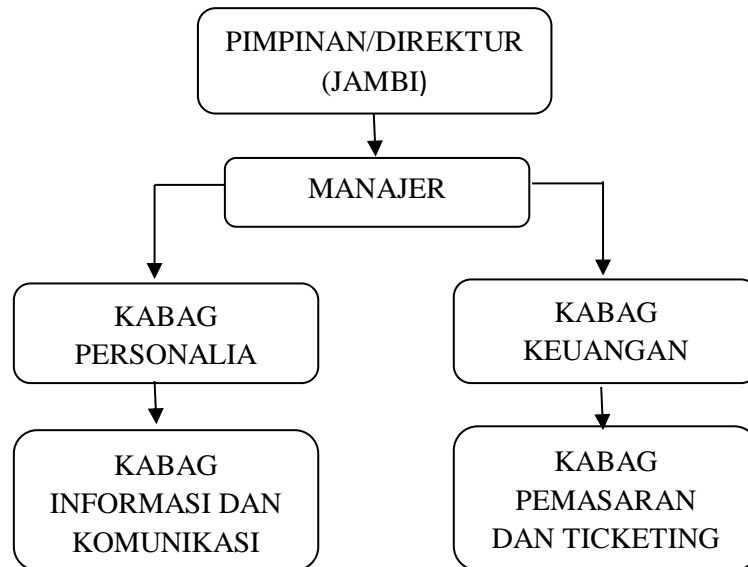 PIMPINAN/DIREKTUR
(JAMBI)
MANAJER
KABAG
PERSONALIA
KABAG
KEUANGAN
KABAG
INFORMASI DAN
KOMUNIKASI
KABAG
PEMASARAN
DAN TICKETING